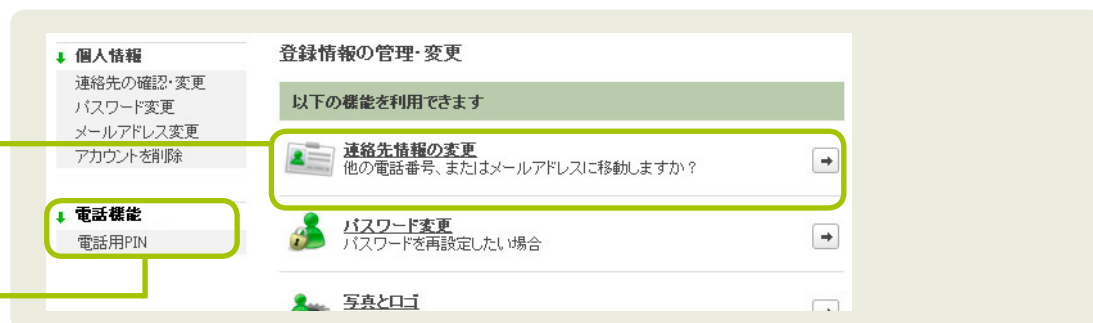 個人情報
連絡先の確認・変更
パスワード変更
メールアドレス変更
アカウントを削除
電話機能
電話用PIN
登録情報の管理・変更
以下の機能を利用できます
連絡先情報の変更
他の電話番号、またはメールアドレスに移動しますか？
パスワード変更
パスワードを再設定したい場合
写真とロゴ